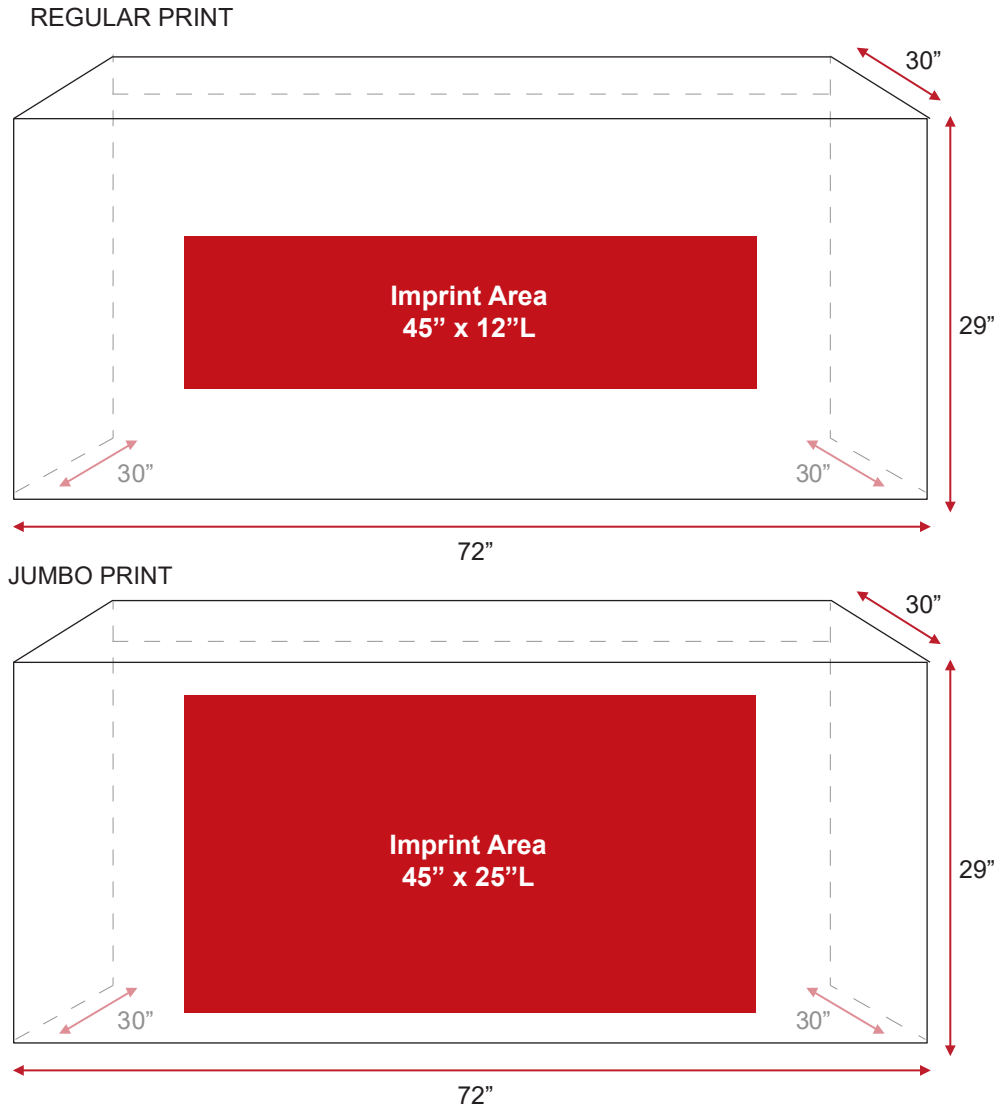 REGULAR PRINT
30”
Imprint Area
45” x 12”L
29”
30”
30”
72”
JUMBO PRINT
30”
Imprint Area
45” x 25”L
29”
30”
30”
72”